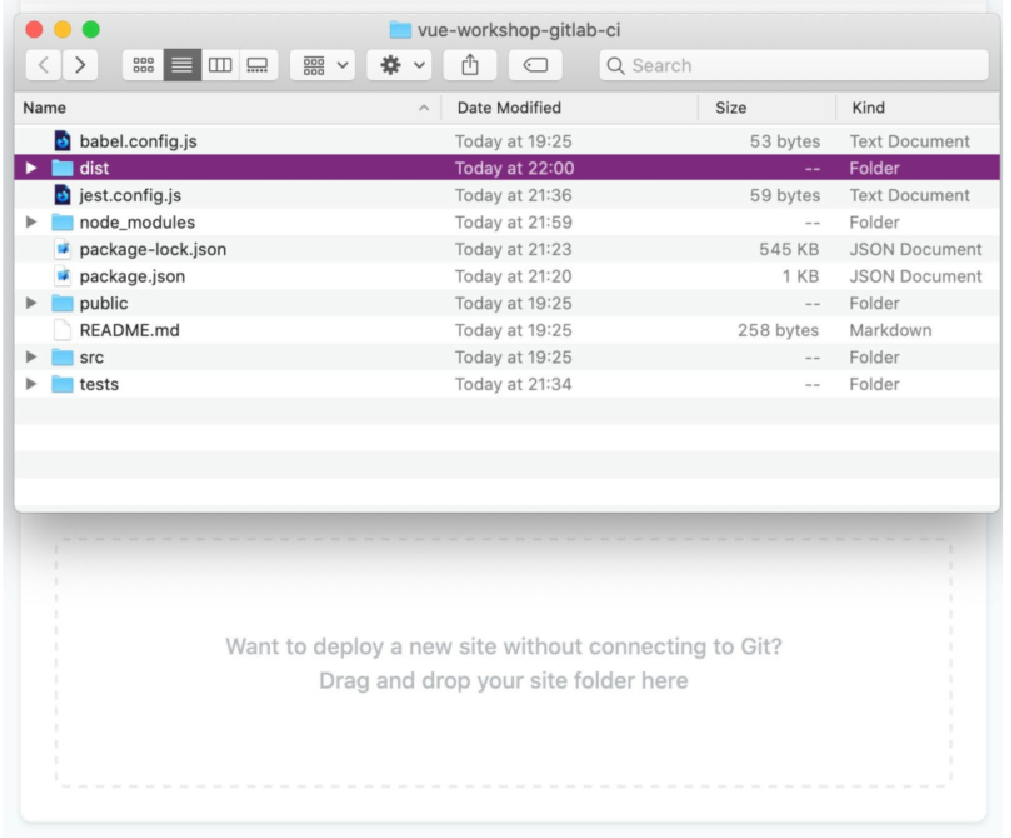 vue-workshop-gitlab-ci
Search
Name Date Modified Size Kind
babel.config.js Today at 19:25 53 bytes Text Document
dist Today at 22:00 -- Folder
jest.config.js Today at 21:36 59 bytes Text Document
node_modules Today at 21:59 -- Folder
package-lock.json Today at 21:23 545 KB JSON Document
package.json Today at 21:20 1 KB JSON Document
public Today at 19:25 -- Folder
README.md Today at 19:25 258 bytes Markdown
src Today at 19:25 -- Folder
tests Today at 21:34 -- Folder
Want to deploy a new site without connecting to Git?
Drag and drop your site folder here